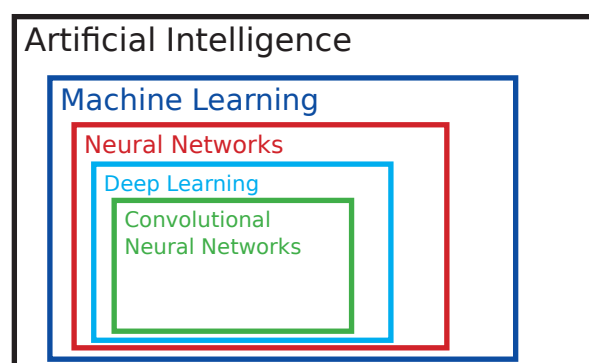 Artificial Intelligence
Machine Learning
Neural Networks
Deep Learning
Convolutional
Neural Networks